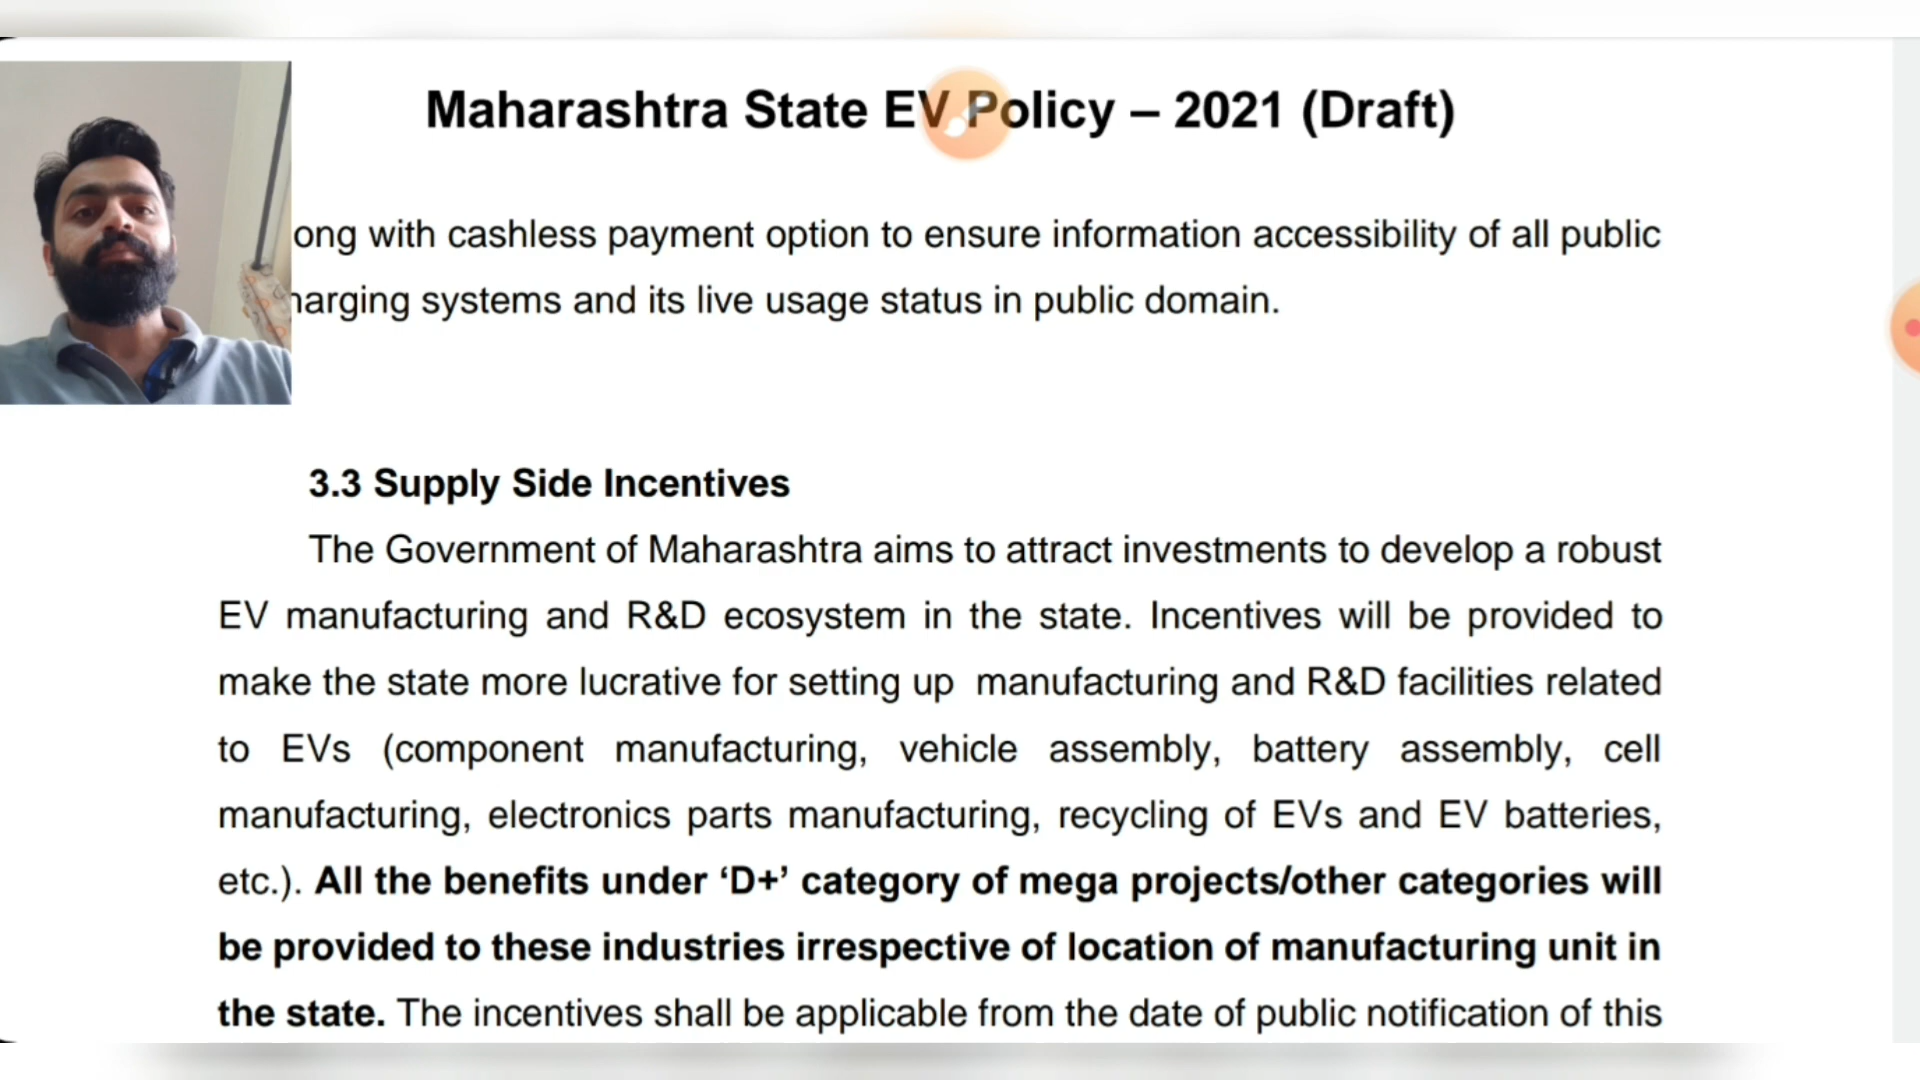 Maharashtra State EV Policy – 2021 (Draft)
with cashless payment option to ensure information accessibility of all public
systems and its live usage status in public domain.
3.3 Supply Side Incentives
The Government of Maharashtra aims to attract investments to develop a robust
EV manufacturing and R&D ecosystem in the state. Incentives will be provided to
make the state more lucrative for setting up manufacturing and R&D facilities related
to EVs (component manufacturing, vehicle assembly, battery assembly, cell
manufacturing, electronics parts manufacturing, recycling of EVs and EV batteries,
etc.). All the benefits under ‘D+’ category of mega projects/other categories will
be provided to these industries irrespective of location of manufacturing unit in
the state. The incentives shall be applicable from the date of public notification of this